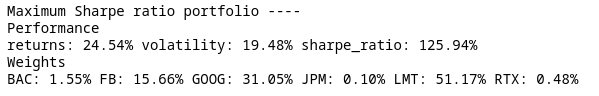 Maximum Sharpe ratio portfolio ----
Performance
returns: 24.54% volatility: 19.48% sharpe_ratio: 125.94%
Weights
BAC: 1.55% FB: 15.66% GOOG: 31.05% JPM: 0.10% LMT: 51.17% RTX: 0.48%